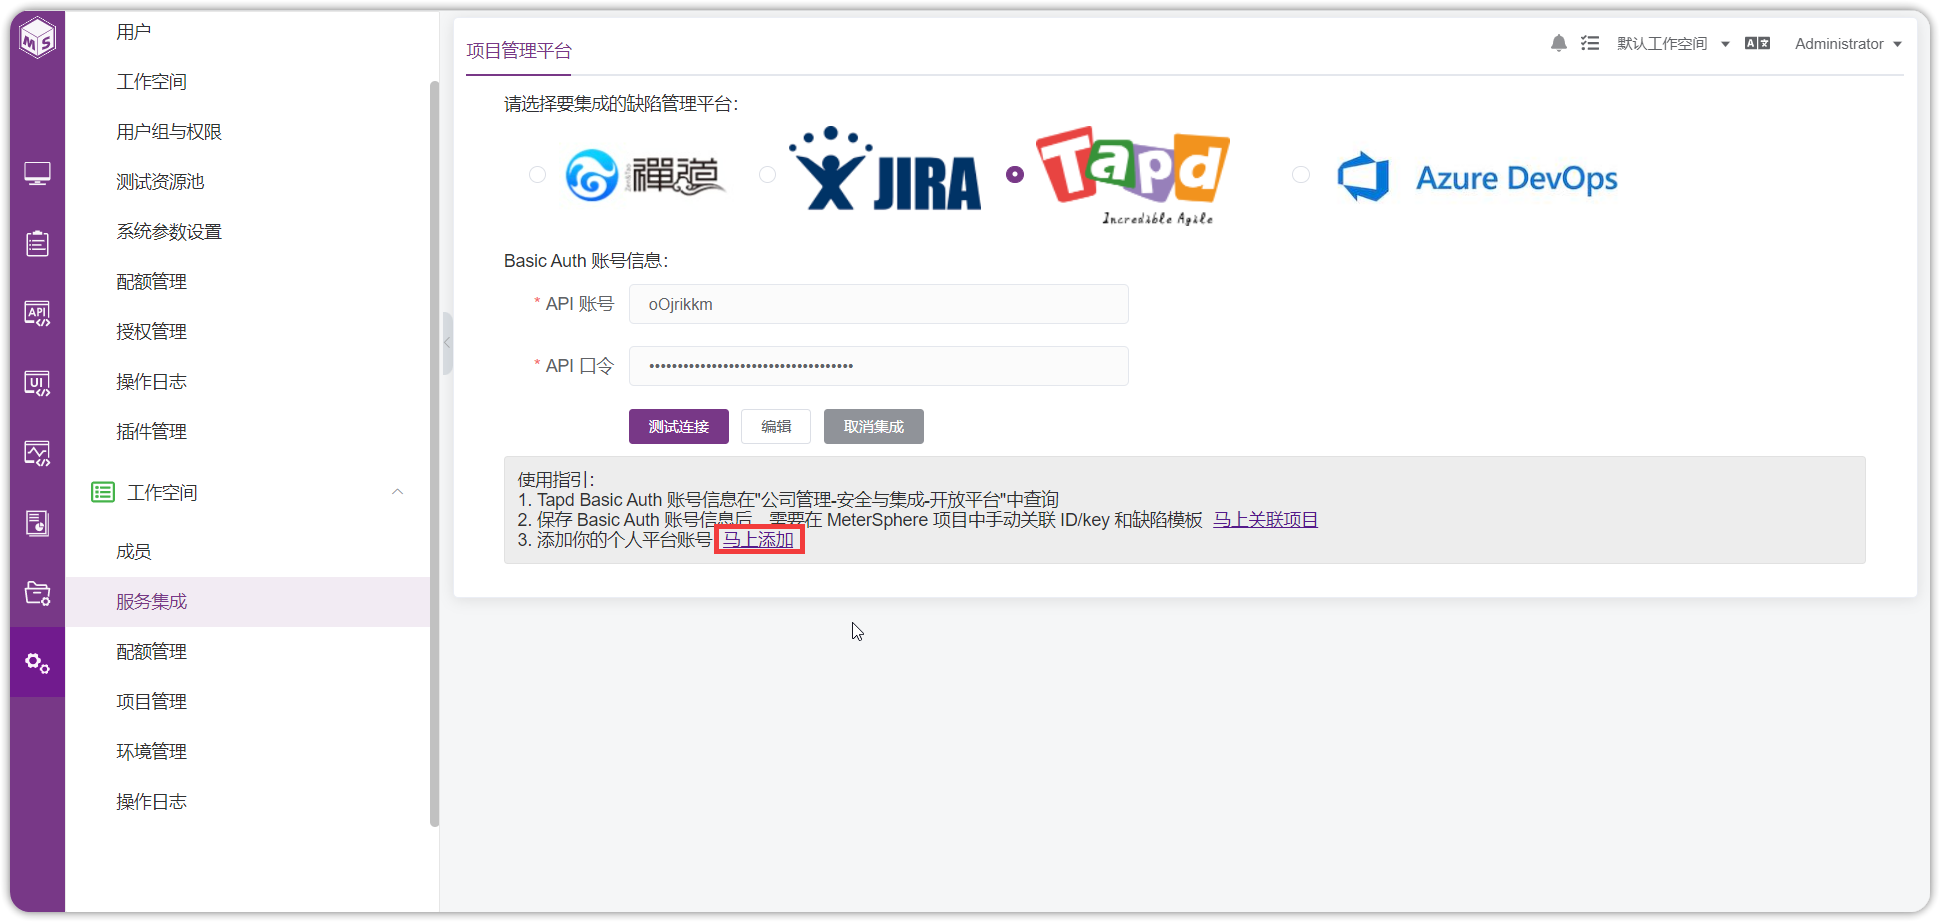 MS
用户
工作空间
用户组与权限
测试资源池
系统参数设置
配额管理
授权管理
操作日志
插件管理
工作空间
成员
服务集成
配额管理
项目管理
环境管理
操作日志
API
UI
项目管理平台
默认工作空间
Administrator
请选择要集成的缺陷管理平台：
禪道
JIRA
Tapd
Incredible Agile
Azure DevOps
Basic Auth 账号信息：
* API 账号 oOjrikkm
* API 口令 ••••••••••••••••••••••••••••••••••••
测试连接 编辑 取消集成
使用指引：
1. Tapd Basic Auth 账号信息在"公司管理-安全与集成-开放平台"中查询
2. 保存 Basic Auth 账号信息后，需要在 MeterSphere 项目中手动关联 ID/key 和缺陷模板 马上关联项目
3. 添加你的个人平台账号 马上添加